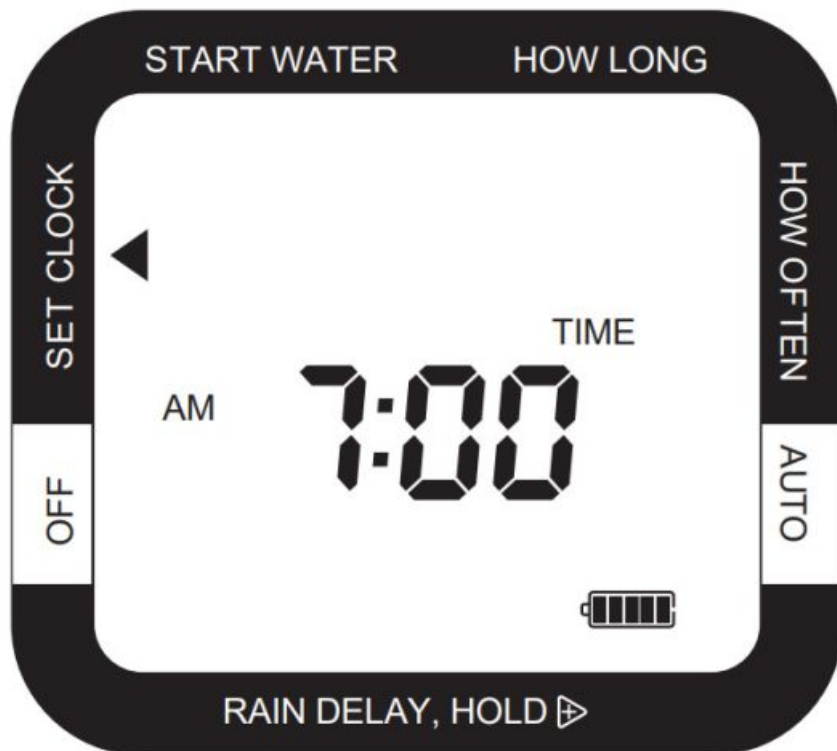 START WATER HOW LONG
SET CLOCK
HOW OFTEN
TIME
AM 7:00
OFF
AUTO
RAIN DELAY, HOLD +